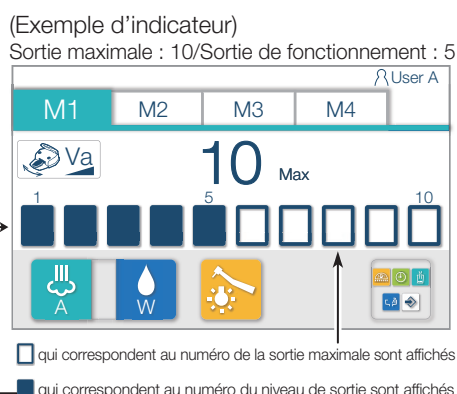 (Exemple d'indicateur)
Sortie maximale : 10/Sortie de fonctionnement : 5
User A
M1 M2 M3 M4
Va 10 Max
1 5 10
A W
qui correspondent au numéro de la sortie maximale sont affichés
qui correspondent au numéro du niveau de sortie sont affichés